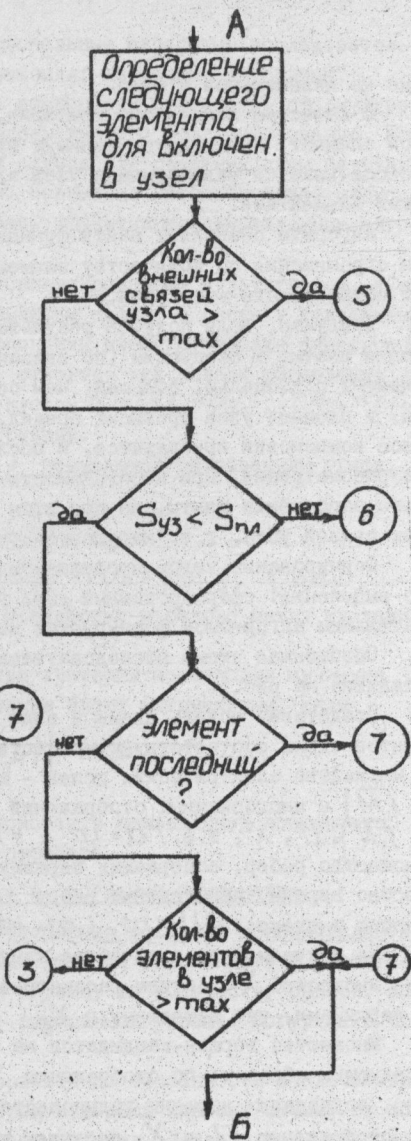 А
Определение
следующего
элемента
для включен.
в узел
Кол-во
внешних
связей
узла >
max
нет
да
5
Sуз < Sпл
да
нет
6
7
Элемент
последний
?
нет
да
7
Кол-во
элементов
в узле
> max
3
нет
да
7
Б